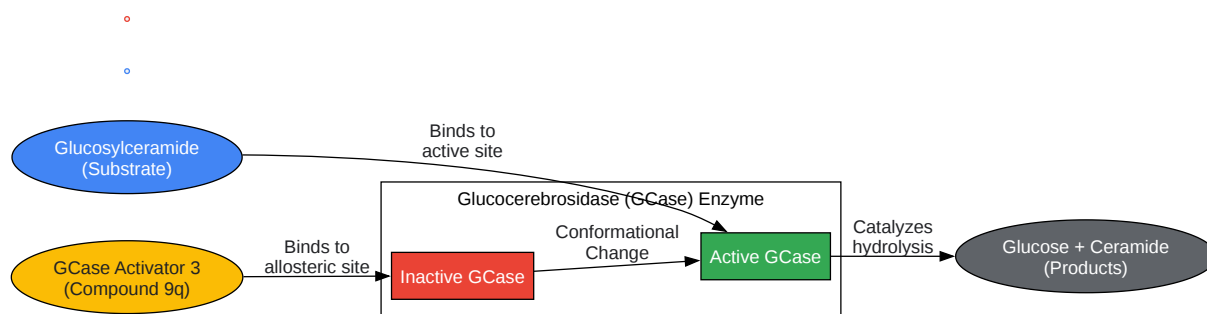 Glucosylceramide
(Substrate)
Binds to
active site
Glucocerebrosidase (GCase) Enzyme
GCase Activator 3
(Compound 9q)
Binds to
allosteric site
Inactive GCase
Conformational
Change
Active GCase
Catalyzes
hydrolysis
Glucose + Ceramide
(Products)